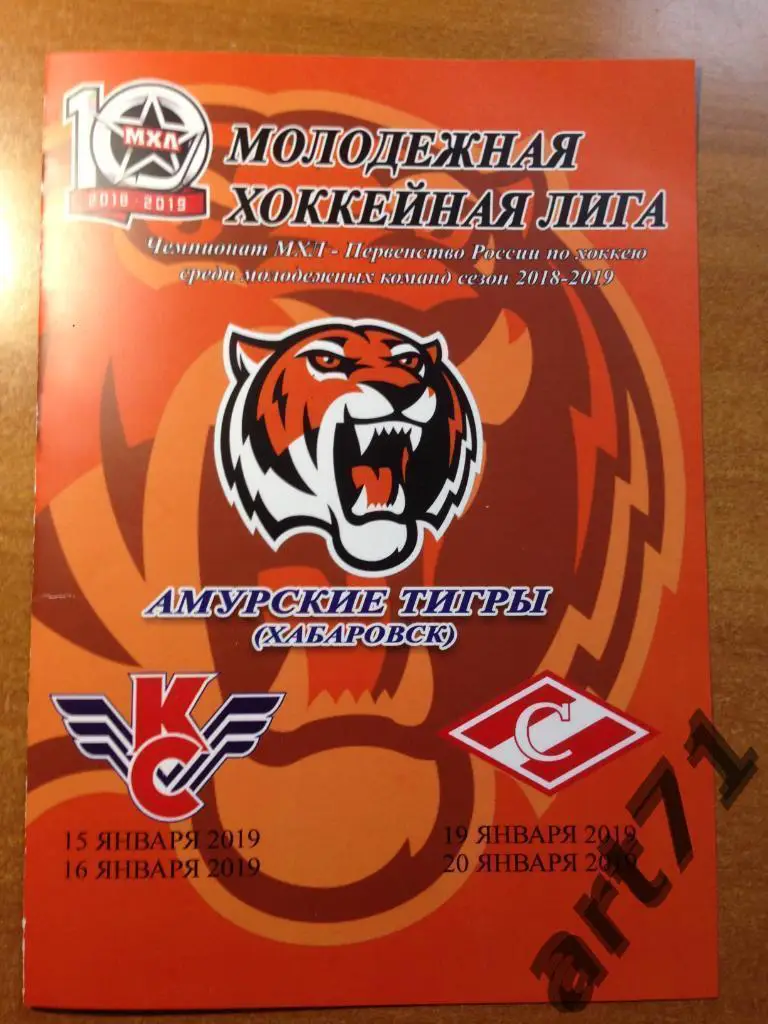 10
МХЛ
2018 - 2019
МОЛОДЕЖНАЯ
ХОККЕЙНАЯ ЛИГА
Чемпионат МХЛ - Первенство России по хоккею
среди молодежных команд сезон 2018-2019
АМУРСКИЕ ТИГРЫ
(ХАБАРОВСК)
КС
С
15 ЯНВАРЯ 2019
16 ЯНВАРЯ 2019
19 ЯНВАРЯ 2019
20 ЯНВАРЯ 2019
art71